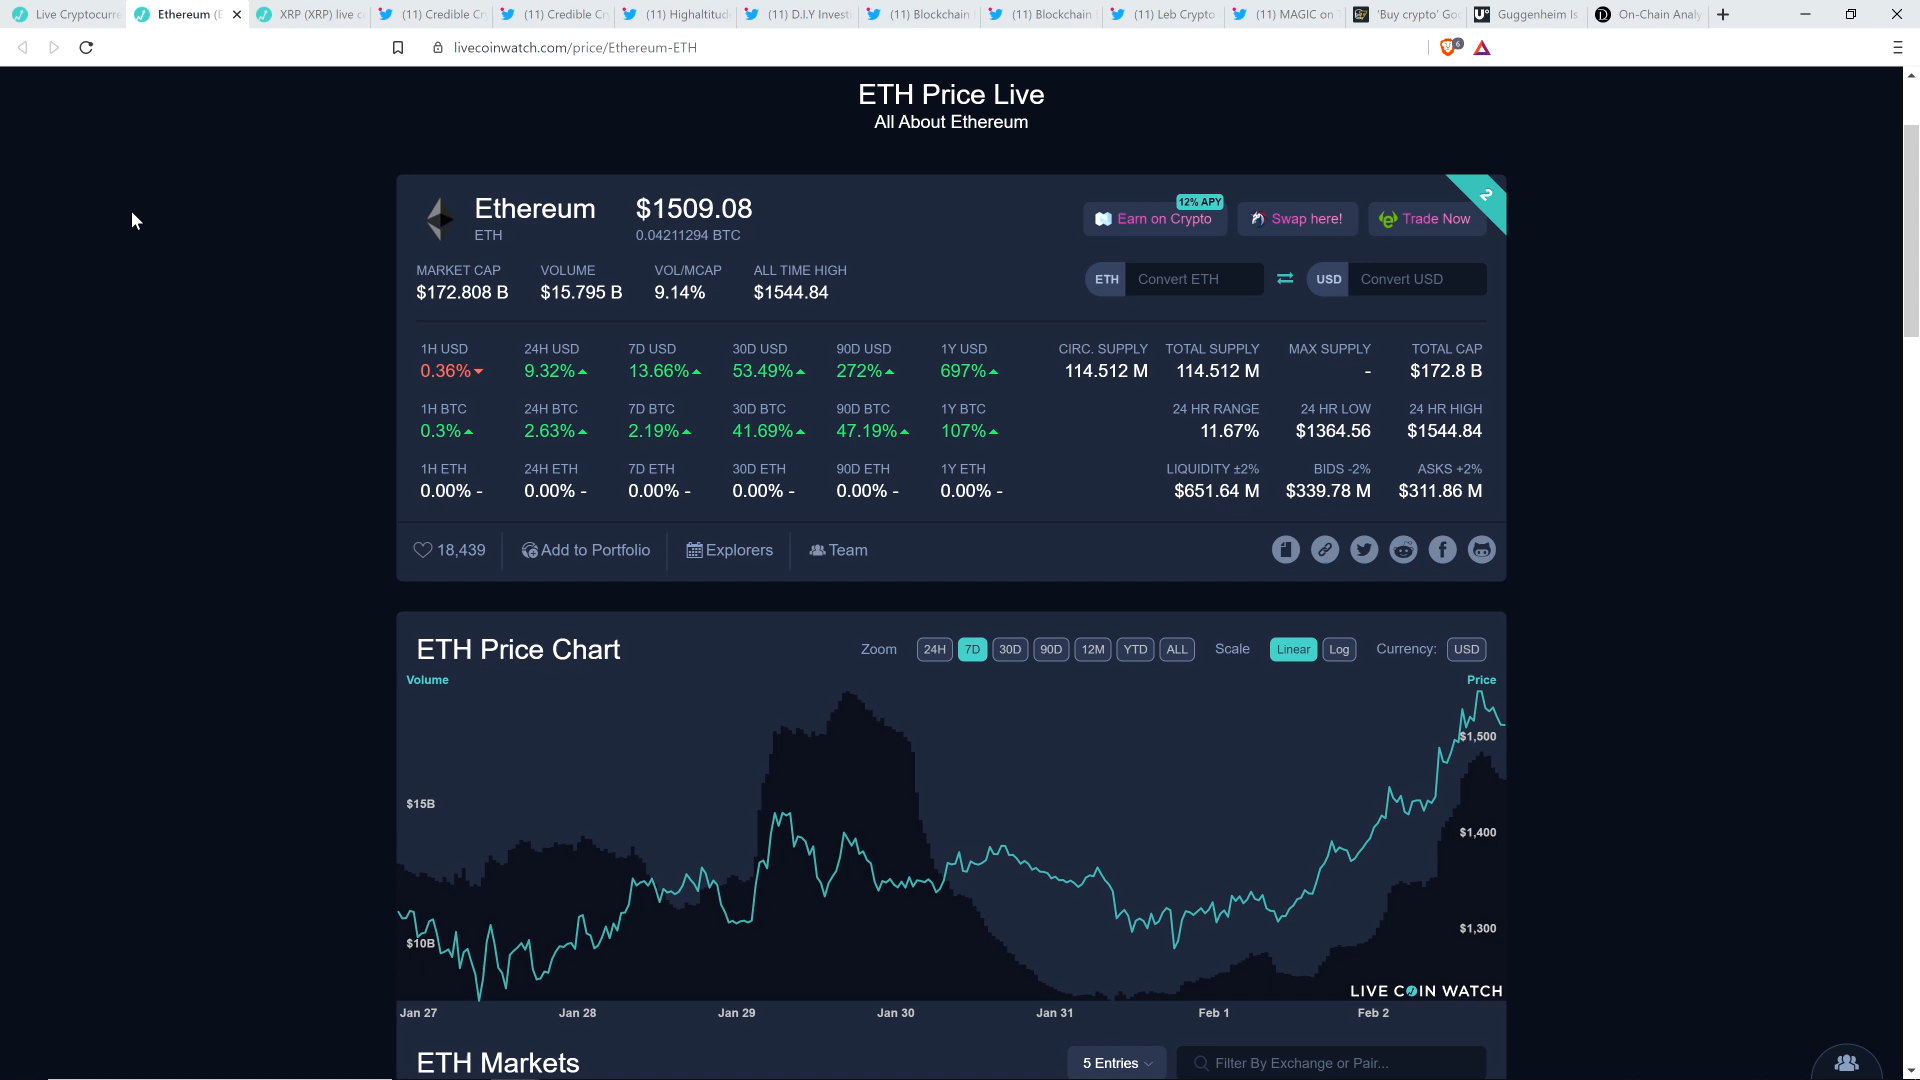 Live Cryptocurre
Ethereum (E
XRP (XRP) live c
(11) Credible Cr
(11) Credible Cr
(11) Highaltitud
(11) D.I.Y Invest
(11) Blockchain
(11) Blockchain
(11) Leb Crypto
(11) MAGIC on
'Buy crypto' Goo
Guggenheim Is
On-Chain Analy
livecoinwatch.com/price/Ethereum-ETH
6
ETH Price Live
All About Ethereum
2
Ethereum $1509.08
ETH 0.04211294 BTC
12% APY
Earn on Crypto Swap here! Trade Now
MARKET CAP VOLUME VOL/MCAP ALL TIME HIGH
$172.808 B $15.795 B 9.14% $1544.84
ETH Convert ETH USD Convert USD
1H USD 24H USD 7D USD 30D USD 90D USD 1Y USD CIRC. SUPPLY TOTAL SUPPLY MAX SUPPLY TOTAL CAP
0.36% 9.32% 13.66% 53.49% 272% 697% 114.512 M 114.512 M - $172.8 B
1H BTC 24H BTC 7D BTC 30D BTC 90D BTC 1Y BTC 24 HR RANGE 24 HR LOW 24 HR HIGH
0.3% 2.63% 2.19% 41.69% 47.19% 107% 11.67% $1364.56 $1544.84
1H ETH 24H ETH 7D ETH 30D ETH 90D ETH 1Y ETH LIQUIDITY ±2% BIDS -2% ASKS +2%
0.00% - 0.00% - 0.00% - 0.00% - 0.00% - 0.00% - $651.64 M $339.78 M $311.86 M
18,439 Add to Portfolio Explorers Team
ETH Price Chart Zoom 24H 7D 30D 90D 12M YTD ALL Scale Linear Log Currency: USD
Volume Price
$1,500
$15B
$1,400
$1,300
$10B
LIVE COIN WATCH
Jan 27 Jan 28 Jan 29 Jan 30 Jan 31 Feb 1 Feb 2
ETH Markets 5 Entries Filter By Exchange or Pair...